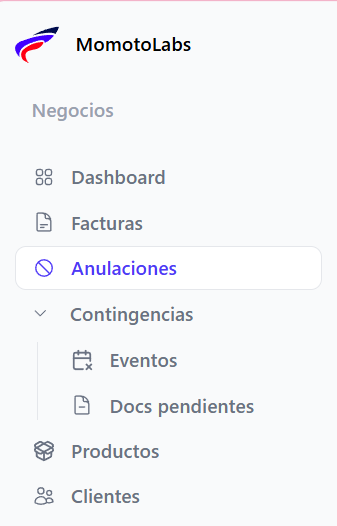 MomotoLabs
Negocios
Dashboard
Facturas
Anulaciones
Contingencias
Eventos
Docs pendientes
Productos
Clientes